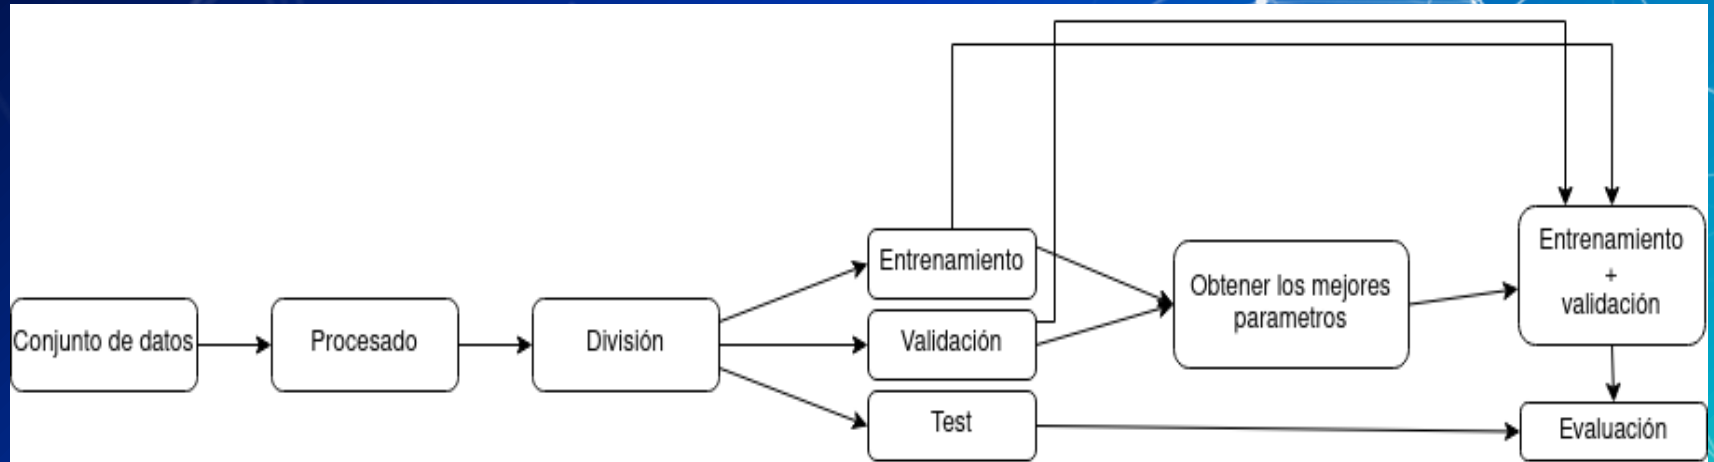 Conjunto de datos
Procesado
División
Entrenamiento
Validación
Test
Obtener los mejores
parametros
Entrenamiento
+
validación
Evaluación